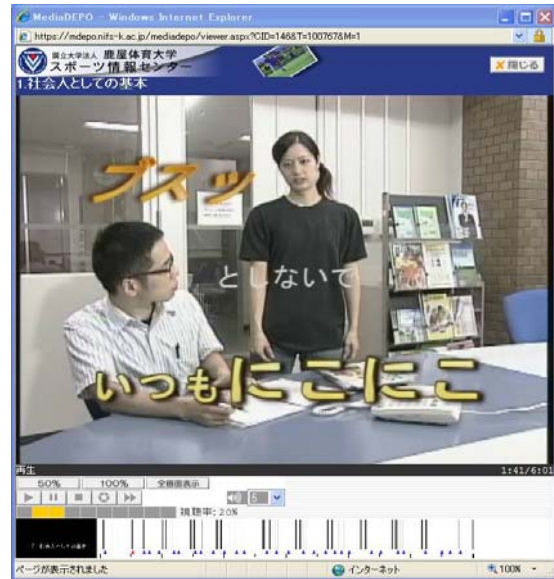 MediaDEPO - Windows Internet Explorer
https://mdepo.nifs-k.ac.jp/mediadepo/viewer.aspx?CID=146&T=100767&M=1
国立大学法人 鹿屋体育大学
スポーツ情報センター
×閉じる
1.社会人としての基本
ブスッ
としないで
いつもにこにこ
再生 1:41/6:01
50% 100% 全画面表示
5
視聴率:20%
ページが表示されました インターネット 100%